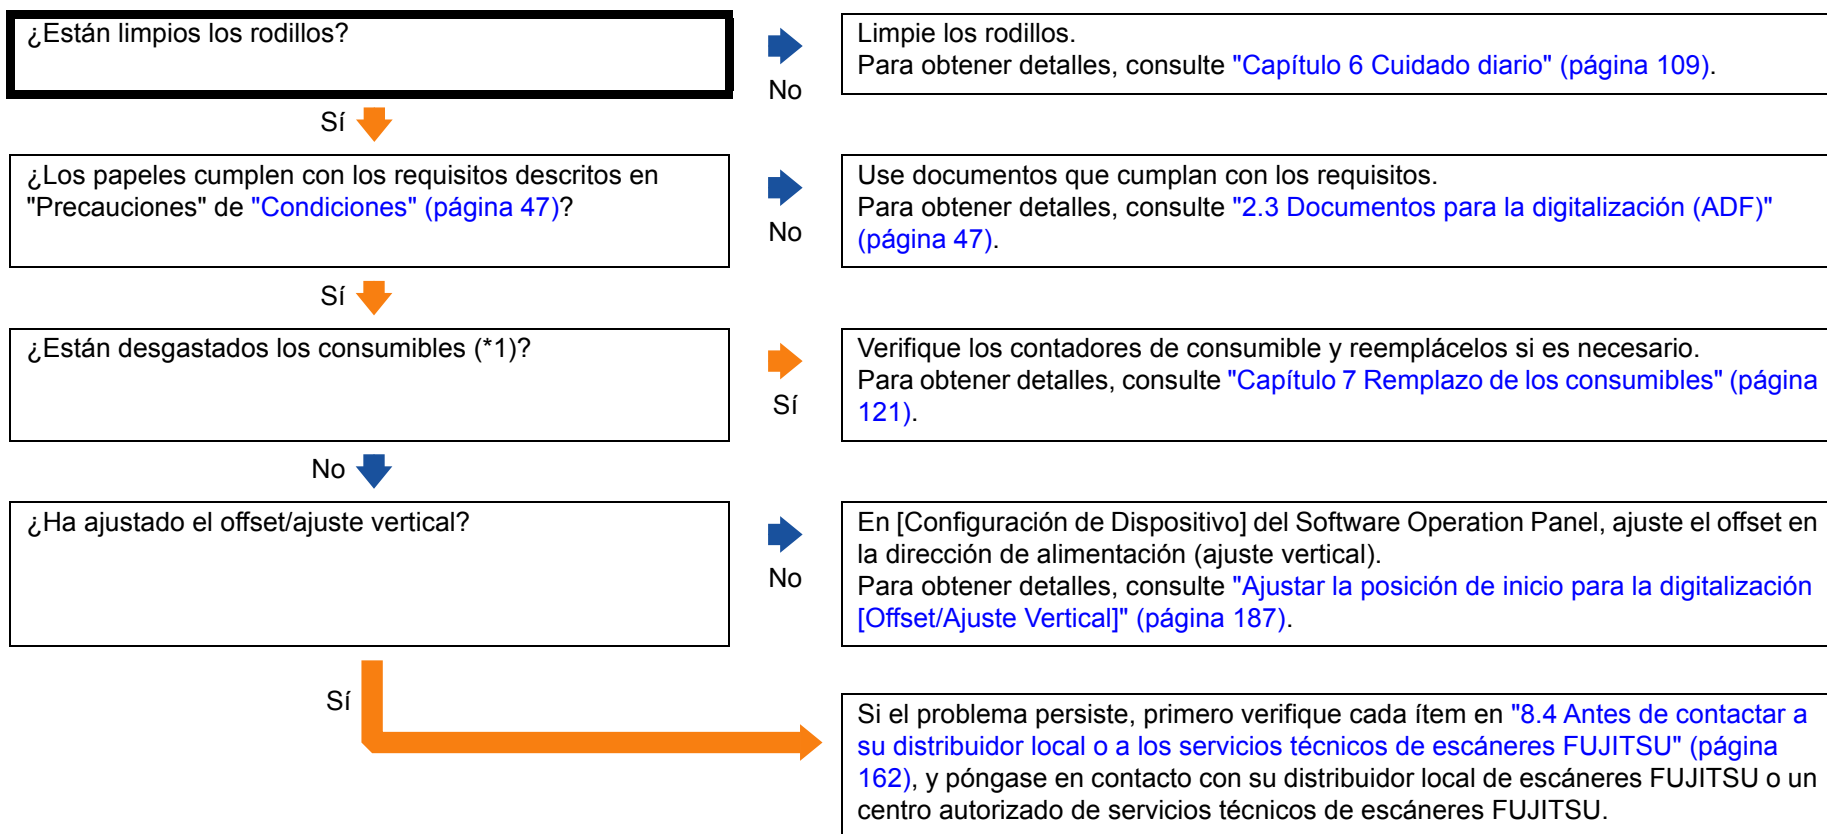 ¿Están limpios los rodillos?
No
Limpie los rodillos.
Para obtener detalles, consulte "Capítulo 6 Cuidado diario" (página 109).
Sí
¿Los papeles cumplen con los requisitos descritos en
"Precauciones" de "Condiciones" (página 47)?
No
Use documentos que cumplan con los requisitos.
Para obtener detalles, consulte "2.3 Documentos para la digitalización (ADF)"
(página 47).
Sí
¿Están desgastados los consumibles (*1)?
Sí
Verifique los contadores de consumible y reemplácelos si es necesario.
Para obtener detalles, consulte "Capítulo 7 Remplazo de los consumibles" (página
121).
No
¿Ha ajustado el offset/ajuste vertical?
No
En [Configuración de Dispositivo] del Software Operation Panel, ajuste el offset en
la dirección de alimentación (ajuste vertical).
Para obtener detalles, consulte "Ajustar la posición de inicio para la digitalización
[Offset/Ajuste Vertical]" (página 187).
Sí
Si el problema persiste, primero verifique cada ítem en "8.4 Antes de contactar a
su distribuidor local o a los servicios técnicos de escáneres FUJITSU" (página
162), y póngase en contacto con su distribuidor local de escáneres FUJITSU o un
centro autorizado de servicios técnicos de escáneres FUJITSU.